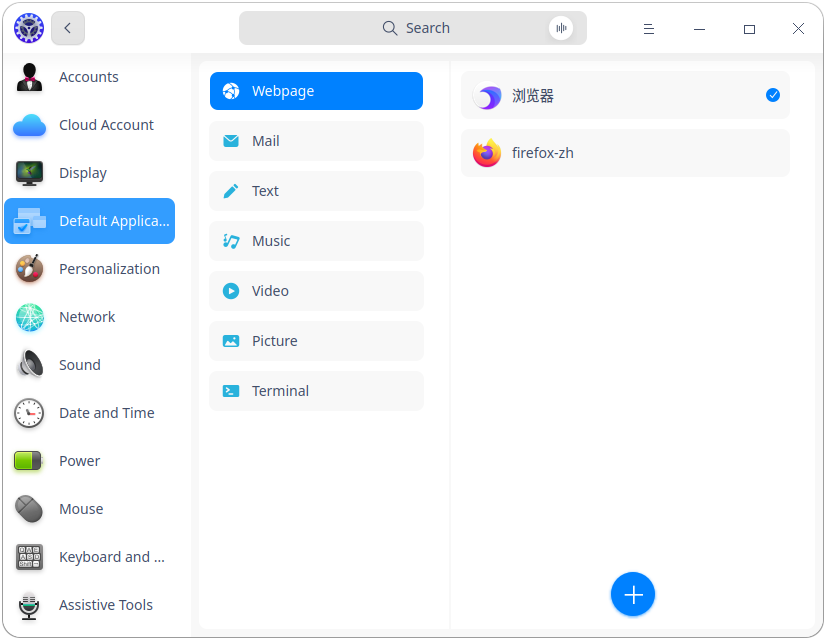 Search
Accounts
Cloud Account
Display
Default Applica...
Personalization
Network
Sound
Date and Time
Power
Mouse
Keyboard and ...
Assistive Tools
Webpage
Mail
Text
Music
Video
Picture
Terminal
浏览器
firefox-zh